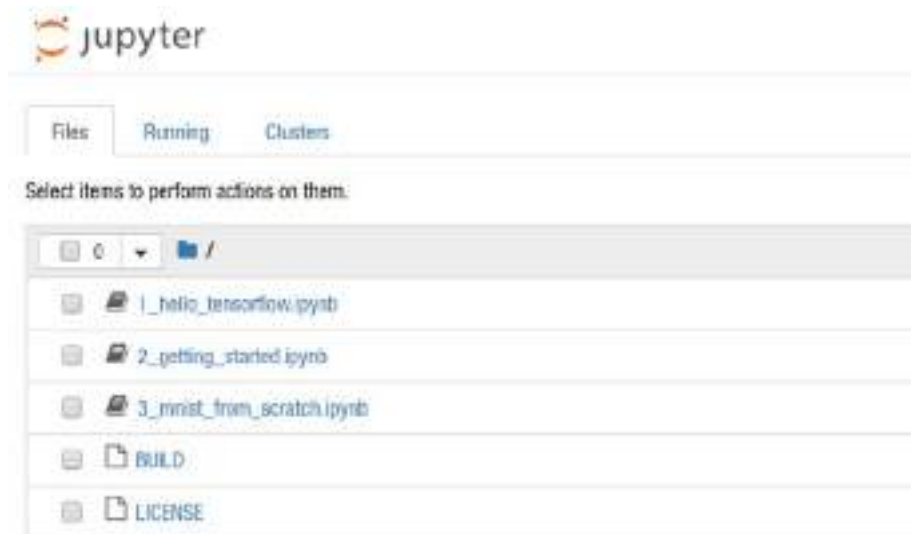 jupyter
Files Running Clusters
Select items to perform actions on them.
0 /
1_hello_tensorflow.ipynb
2_getting_started.ipynb
3_mnist_from_scratch.ipynb
BUILD
LICENSE